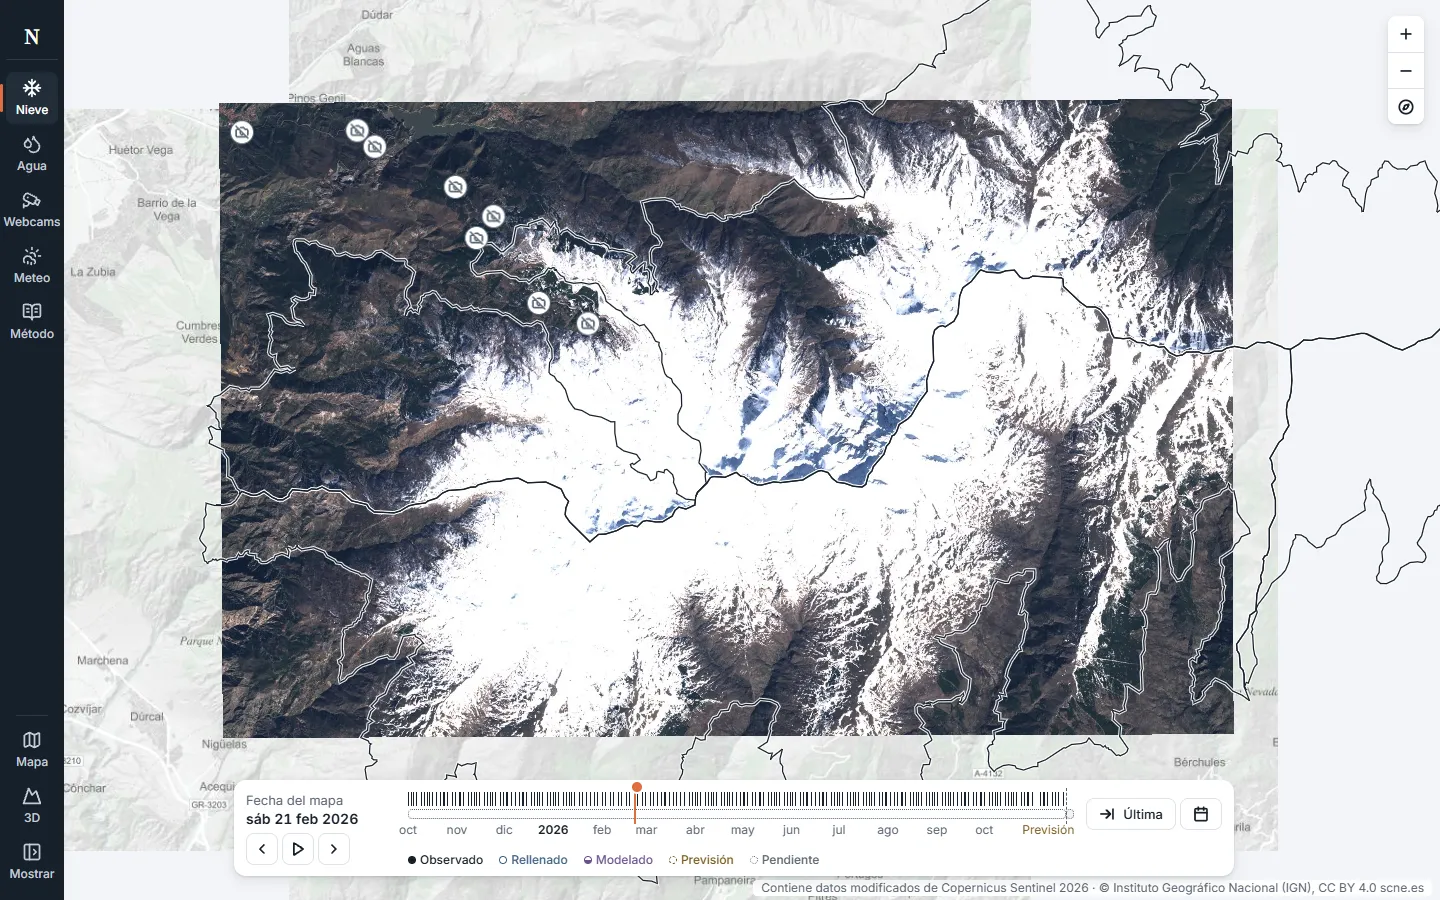 N
Nieve
Agua
Webcams
Meteo
Método
Mapa
3D
Mostrar
Dúdar
Aguas
Blancas
Pinos Genil
Huétor Vega
Barrio de la
Vega
La Zubia
Cumbres
Verdes
Parque N
Marchena
Cozvíjar
Dúrcal
Nigüelas
3210
Cónchar
Acequi
GR-3203
A-4132
Bérchules
Nevada
Pampaneira
Fecha del mapa
sáb 21 feb 2026
oct nov dic 2026 feb mar abr may jun jul ago sep oct Previsión
Observado Rellenado Modelado Previsión Pendiente
Última
Contiene datos modificados de Copernicus Sentinel 2026 · © Instituto Geográfico Nacional (IGN), CC BY 4.0 scne.es